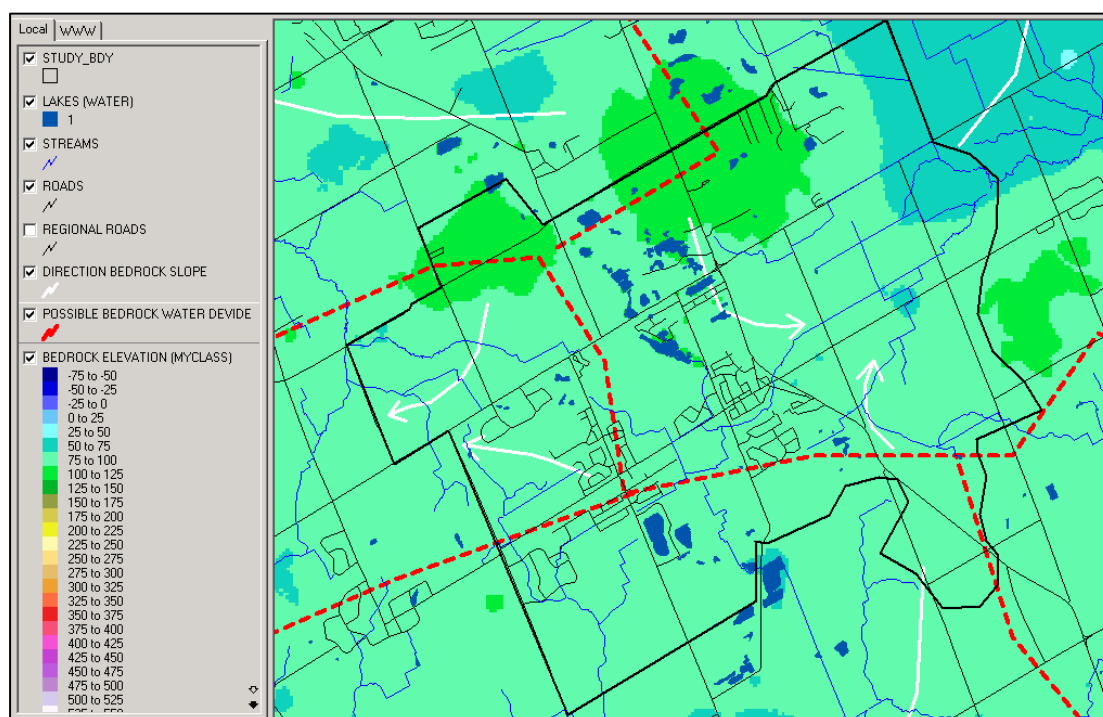 Local
WWW
STUDY_BDY
LAKES (WATER)
1
STREAMS
ROADS
REGIONAL ROADS
DIRECTION BEDROCK SLOPE
POSSIBLE BEDROCK WATER DEVIDE
BEDROCK ELEVATION (MYCLASS)
-75 to -50
-50 to -25
-25 to 0
0 to 25
25 to 50
50 to 75
75 to 100
100 to 125
125 to 150
150 to 175
175 to 200
200 to 225
225 to 250
250 to 275
275 to 300
300 to 325
325 to 350
350 to 375
375 to 400
400 to 425
425 to 450
450 to 475
475 to 500
500 to 525